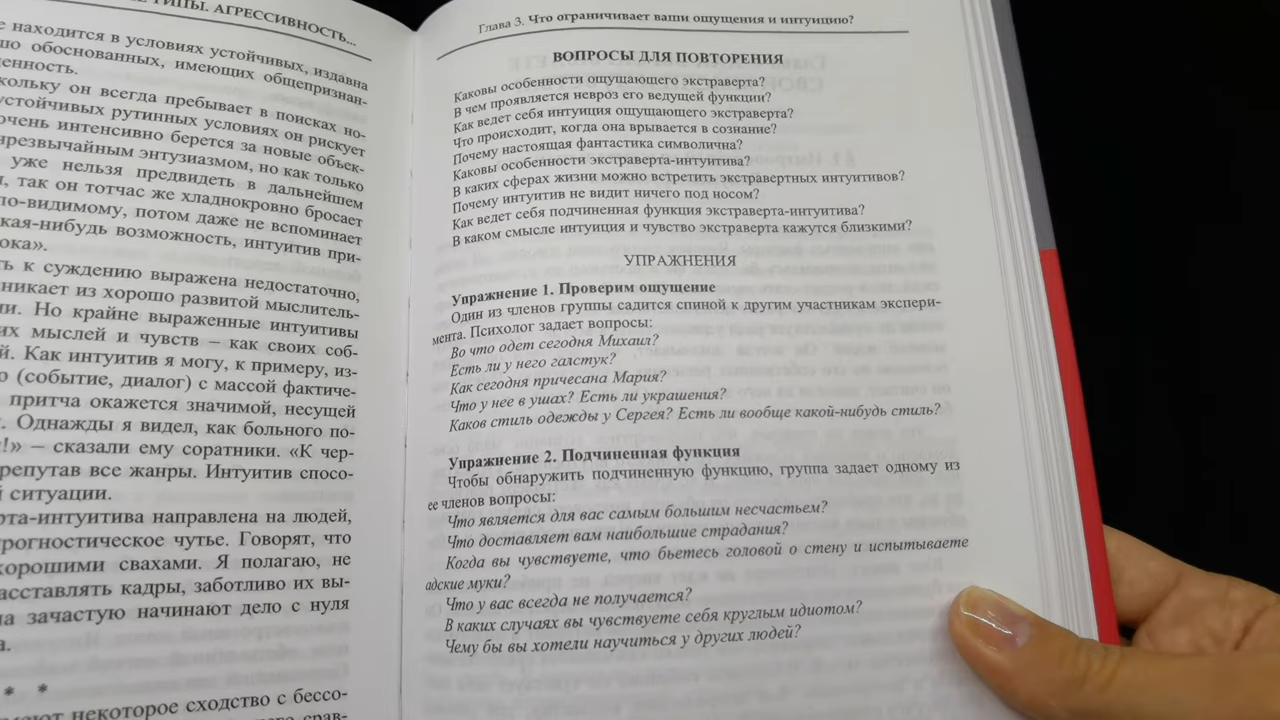 ТИПЫ. АГРЕССИВНОСТЬ...
находится в условиях устойчивых, издавна
обоснованных, имеющих общепризнан-
ценность.
он всегда пребывает в поисках но-
устойчивых рутинных условиях он рискует
очень интенсивно берется за новые объек-
чрезвычайным энтузиазмом, но как только
уже нельзя предвидеть в дальнейшем
, так он тотчас же хладнокровно бросает
по-видимому, потом даже не вспоминает
кая-нибудь возможность, интуитив при-
ока».
ть к суждению выражена недостаточно,
никает из хорошо развитой мыслитель-
ни. Но крайне выраженные интуитивы
их мыслей и чувств – как своих соб-
й. Как интуитив я могу, к примеру, из-
о (событие, диалог) с массой фактиче-
притча окажется значимой, несущей
. Однажды я видел, как больного по-
!» – сказали ему соратники. «К чер-
репутав все жанры. Интуитив спосо-
й ситуации.
рта-интуитива направлена на людей,
рогностическое чутье. Говорят, что
хорошими свахами. Я полагаю, не
асставлять кадры, заботливо их вы-
на зачастую начинают дело с нуля
а.
* *
меют некоторое сходство с бессо-
Глава 3. Что ограничивает ваши ощущения и интуицию?
ВОПРОСЫ ДЛЯ ПОВТОРЕНИЯ
Каковы особенности ощущающего экстраверта?
В чем проявляется невроз его ведущей функции?
Как ведет себя интуиция ощущающего экстраверта?
Что происходит, когда она врывается в сознание?
Почему настоящая фантастика символична?
Каковы особенности экстраверта-интуитива?
В каких сферах жизни можно встретить экстравертных интуитивов?
Почему интуитив не видит ничего под носом?
Как ведет себя подчиненная функция экстраверта-интуитива?
В каком смысле интуиция и чувство экстраверта кажутся близкими?
УПРАЖНЕНИЯ
Упражнение 1. Проверим ощущение
Один из членов группы садится спиной к другим участникам экспери-
мента. Психолог задает вопросы:
Во что одет сегодня Михаил?
Есть ли у него галстук?
Как сегодня причесана Мария?
Что у нее в ушах? Есть ли украшения?
Каков стиль одежды у Сергея? Есть ли вообще какой-нибудь стиль?
Упражнение 2. Подчиненная функция
Чтобы обнаружить подчиненную функцию, группа задает одному из
ее членов вопросы:
Что является для вас самым большим несчастьем?
Что доставляет вам наибольшие страдания?
Когда вы чувствуете, что бьетесь головой о стену и испытываете
адские муки?
Что у вас всегда не получается?
В каких случаях вы чувствуете себя круглым идиотом?
Чему бы вы хотели научиться у других людей?